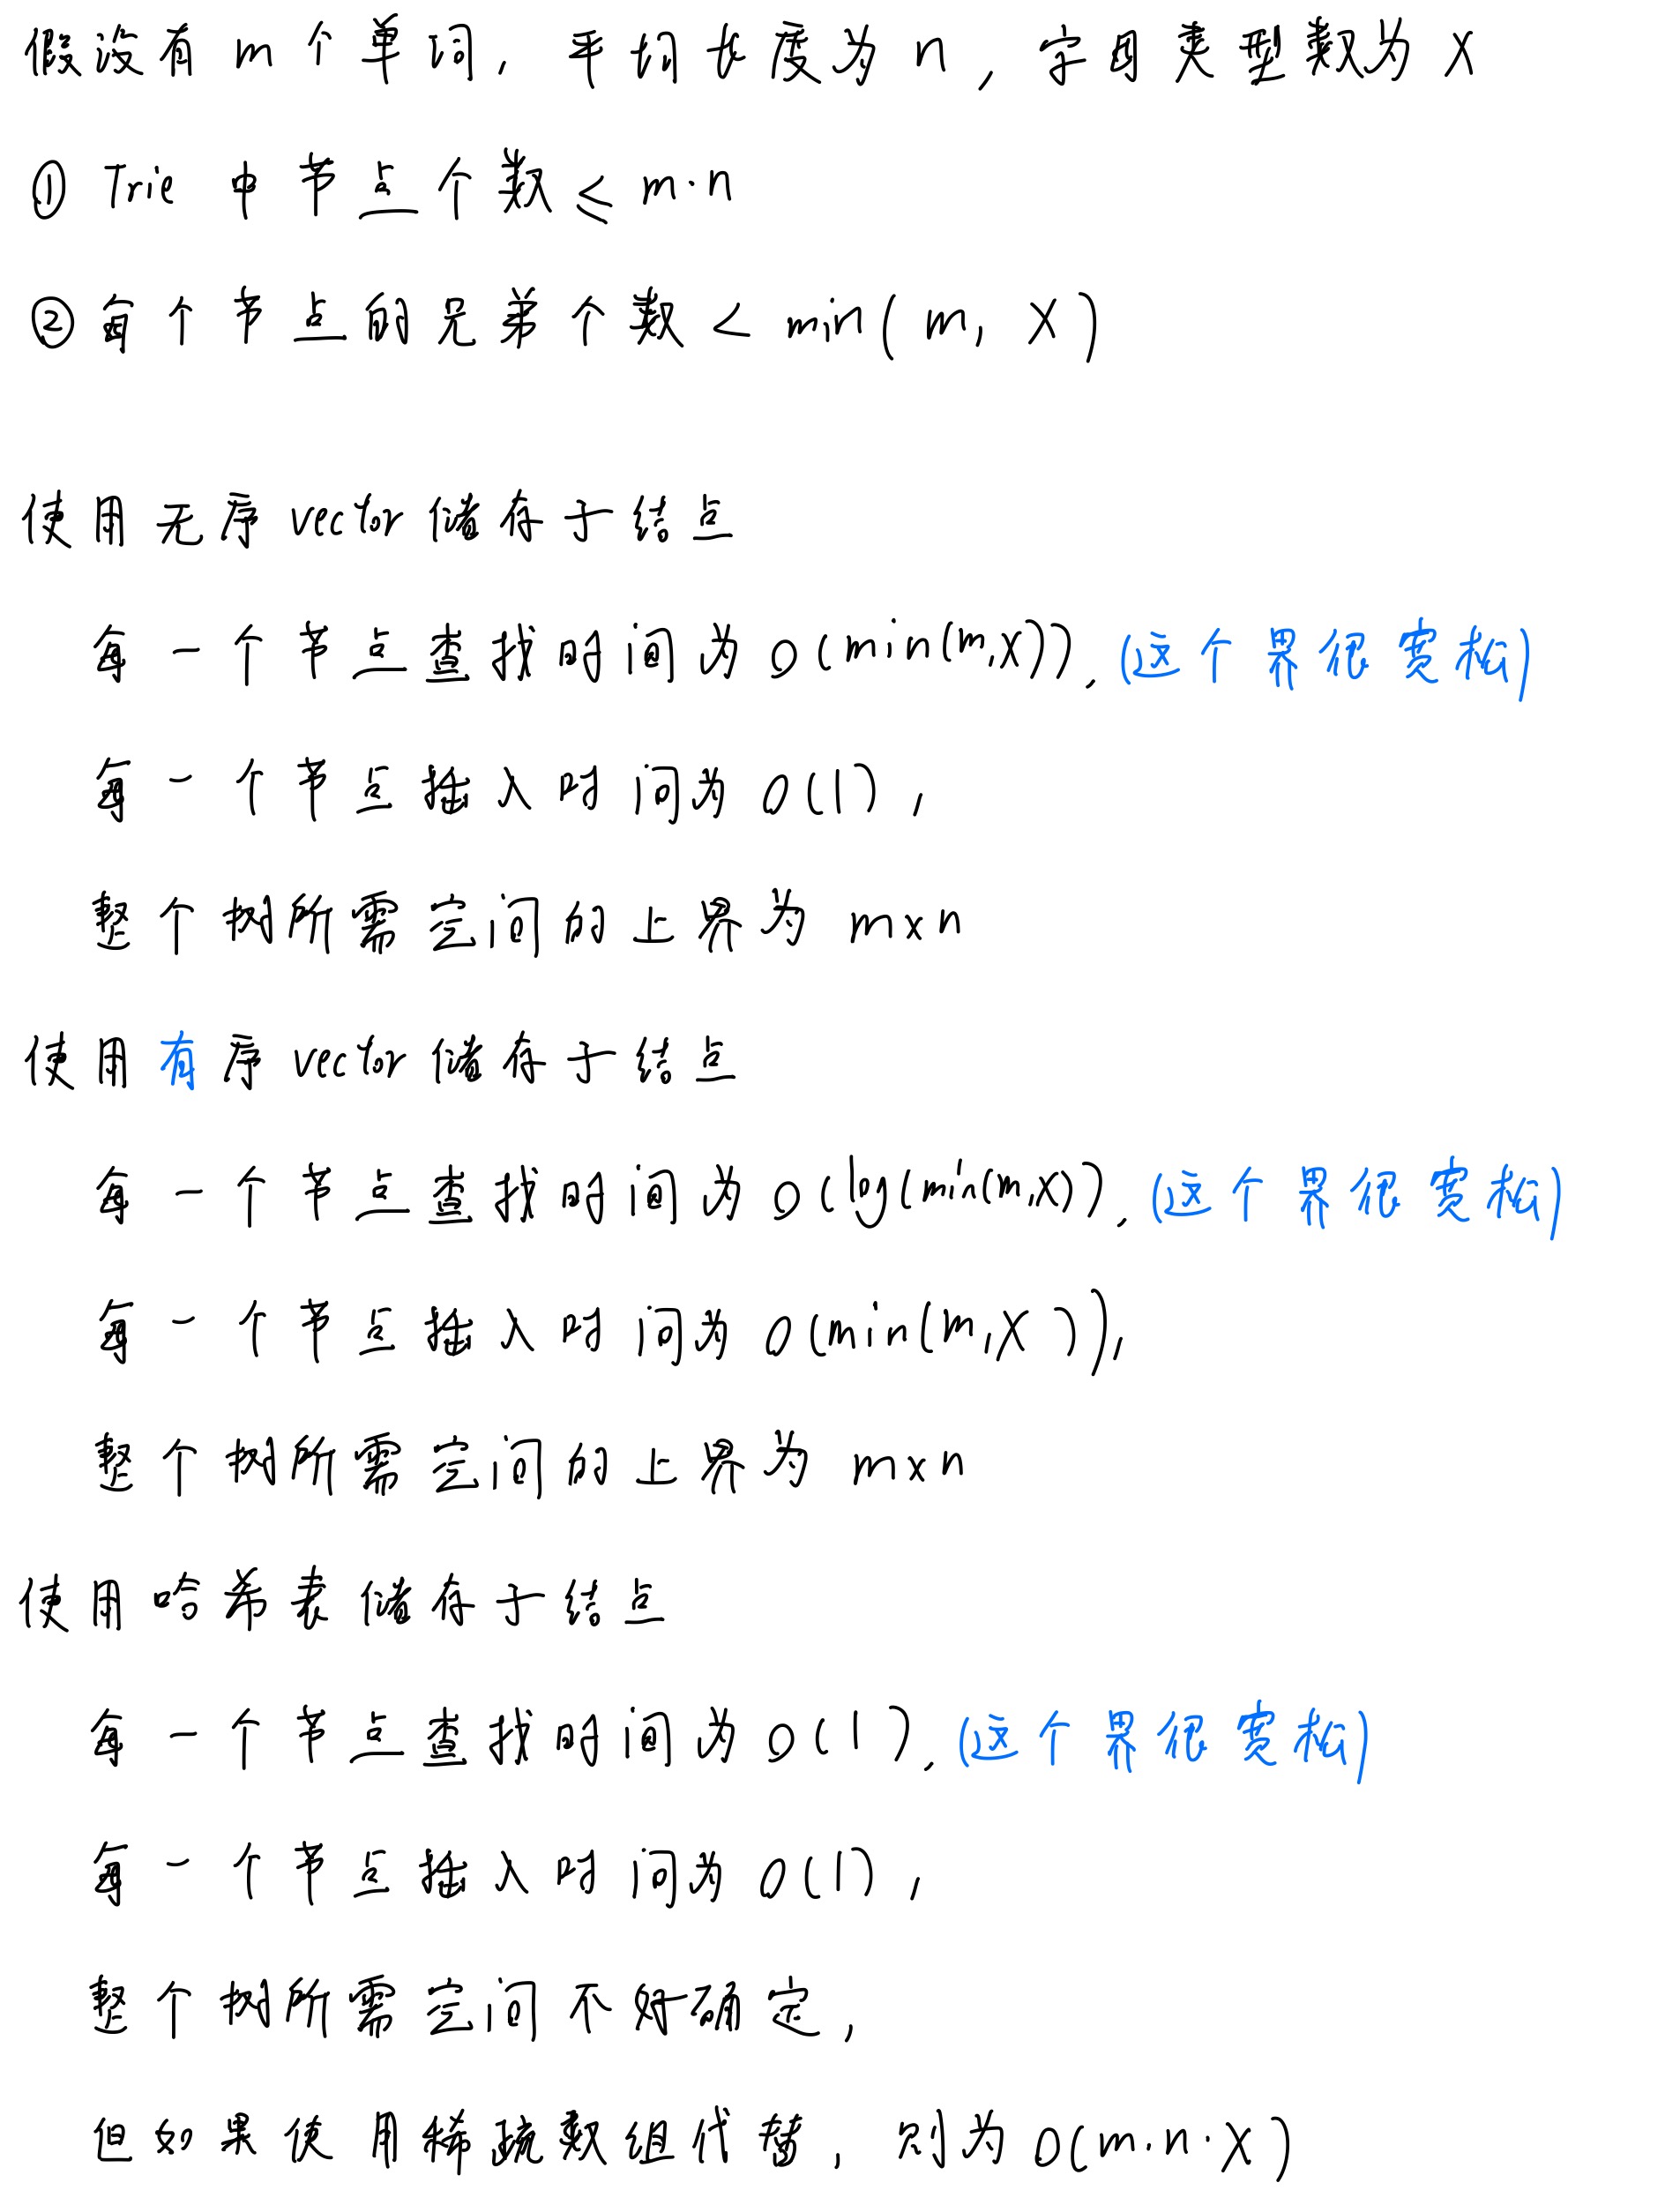 假设有 m 个单词, 平均长度为 n, 字母类型数为 X
① Trie 中节点个数 ≤ m·n
② 每个节点的兄弟个数 < min(m, X)
使用无序 vector 储存子结点
每一个节点查找时间为 O(min(m,X)), (这个界很宽松)
每一个节点插入时间为 O(1),
整个树所需空间的上界为 m×n
使用有序 vector 储存子结点
每一个节点查找时间为 O(lg(min(m,X)), (这个界很宽松)
每一个节点插入时间为 O(min(m,X)),
整个树所需空间的上界为 m×n
使用哈希表储存子结点
每一个节点查找时间为 O(1), (这个界很宽松)
每一个节点插入时间为 O(1),
整个树所需空间不好确定,
但如果使用稀疏数组代替, 则为 O(m·n·X)